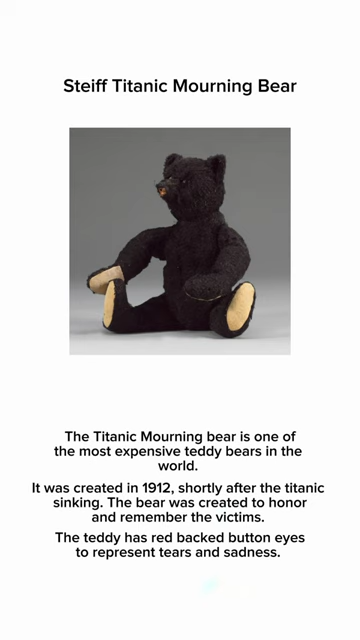 Steiff Titanic Mourning Bear
The Titanic Mourning bear is one of
the most expensive teddy bears in the
world.
It was created in 1912, shortly after the titanic
sinking. The bear was created to honor
and remember the victims.
The teddy has red backed button eyes
to represent tears and sadness.